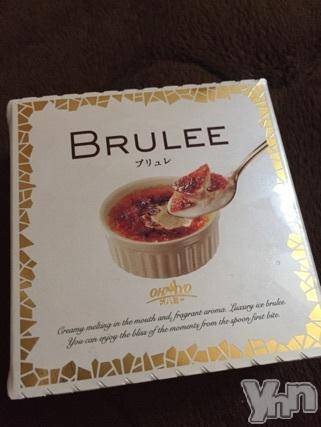 BRULEE
ブリュレ
OHAYO
Creamy melting in the mouth and, fragrant aroma. Luxury ice brulee.
You can enjoy the bliss of the moments from the spoon first bite.